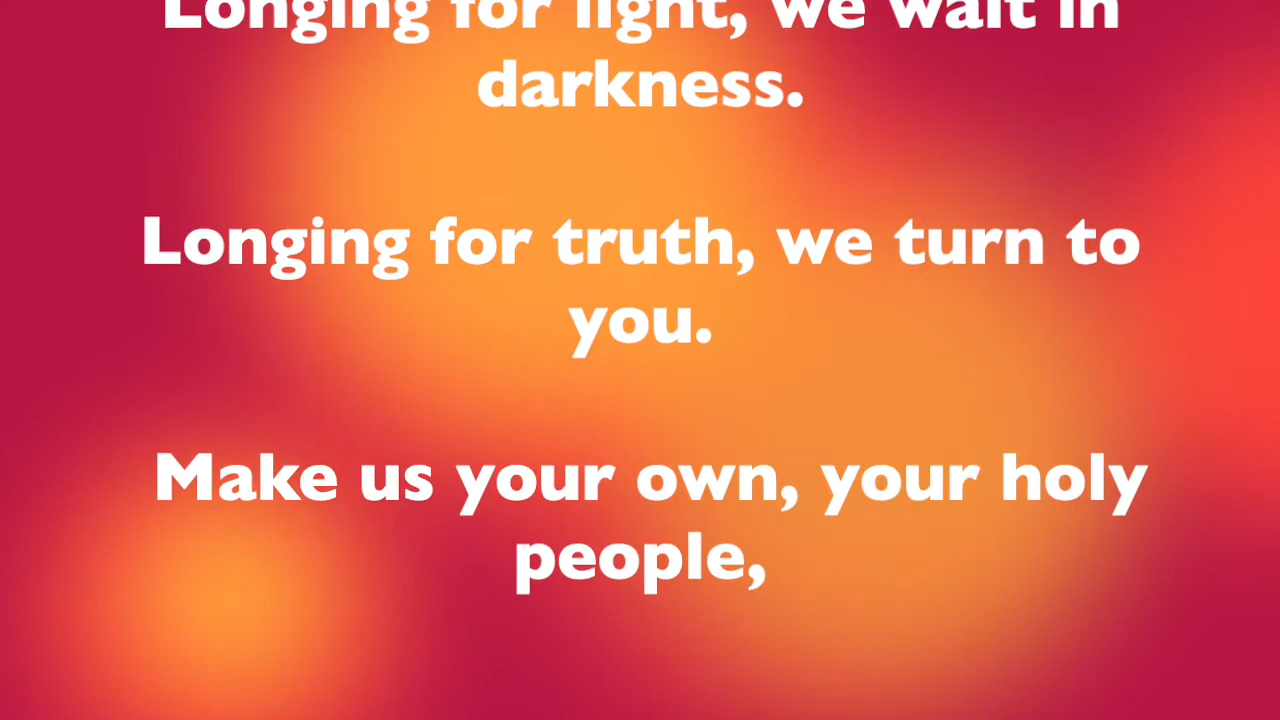 Longing for light, we wait in
darkness.
Longing for truth, we turn to
you.
Make us your own, your holy
people,